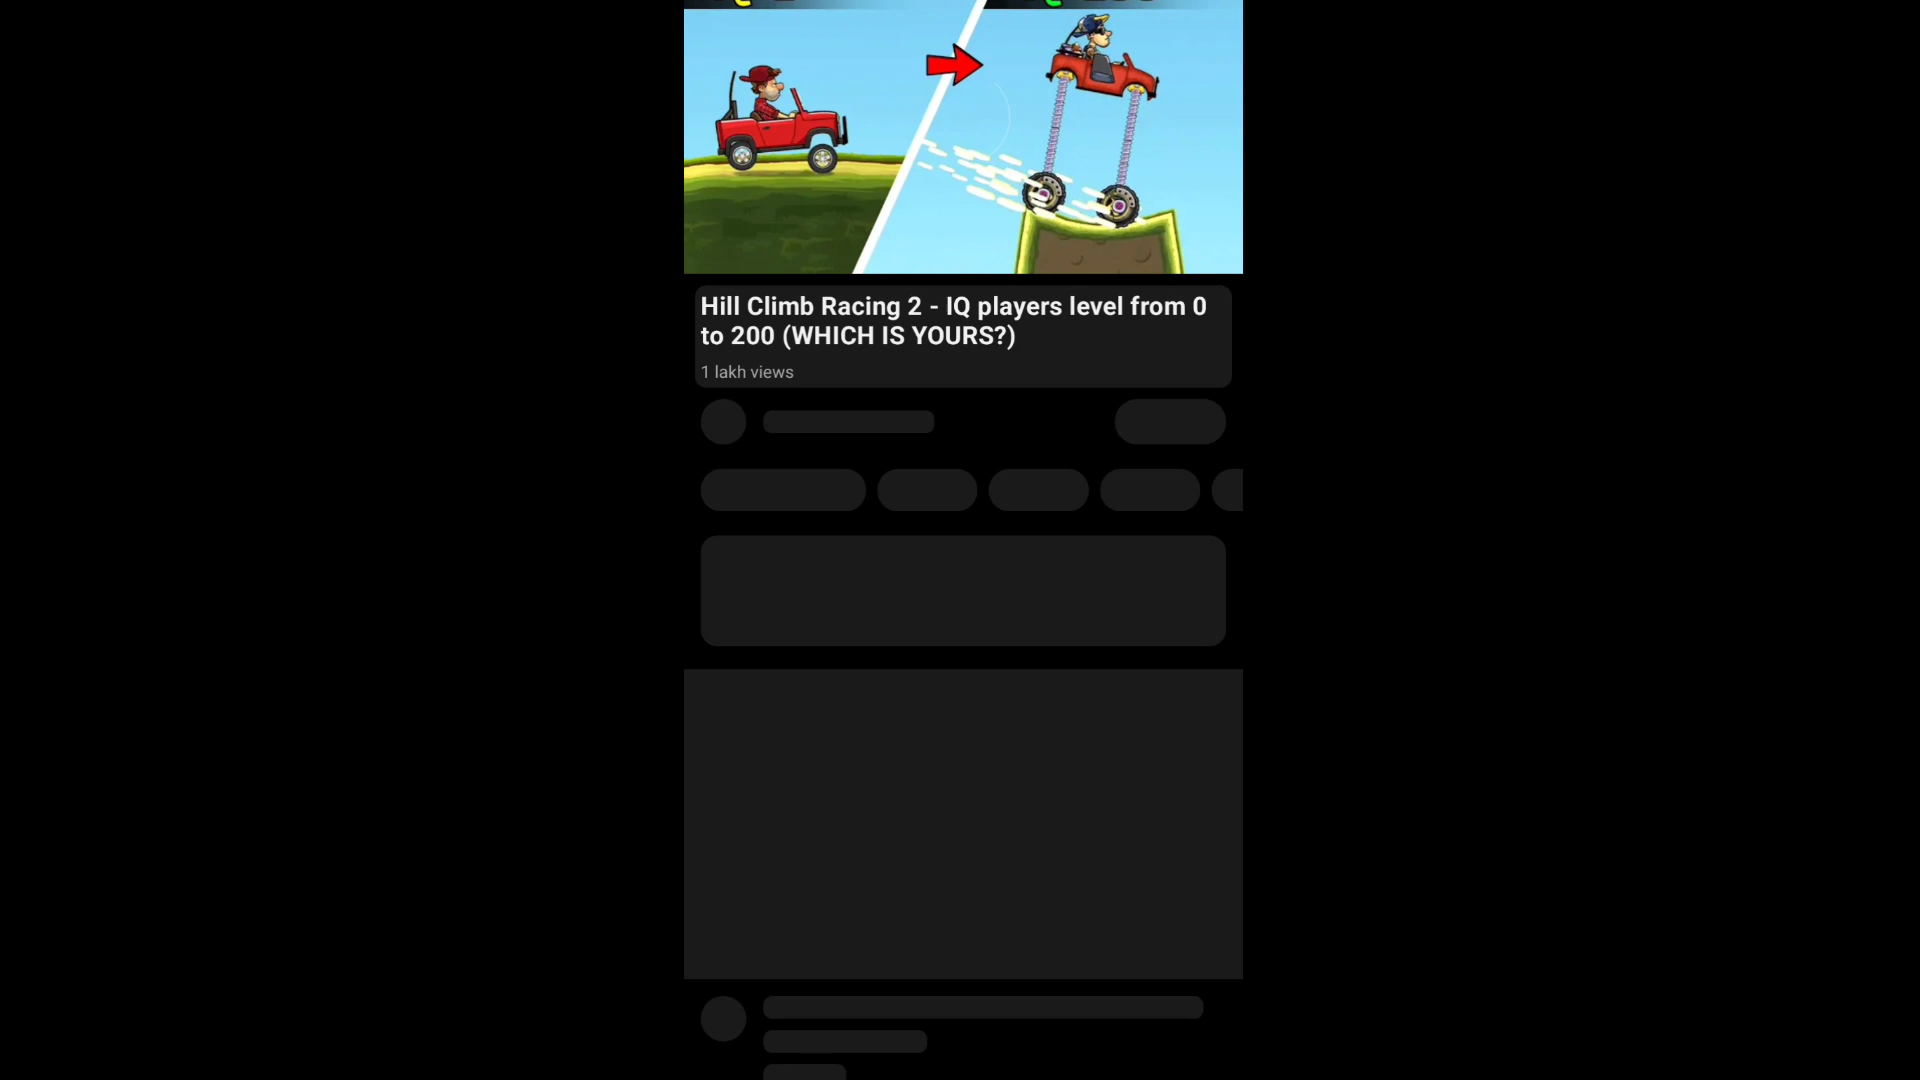 Hill Climb Racing 2 - IQ players level from 0
to 200 (WHICH IS YOURS?)
1 lakh views